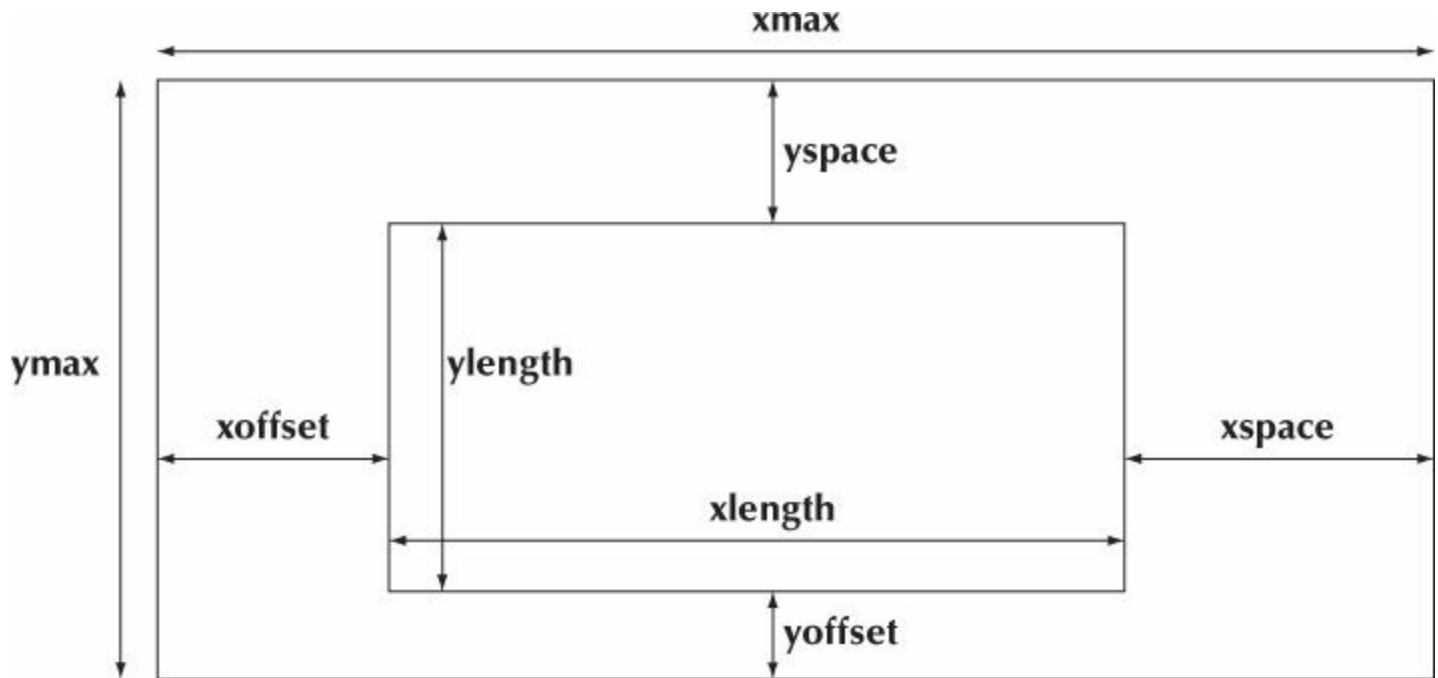 xmax
yspace
ymax
ylength
xoffset
xspace
xlength
yoffset